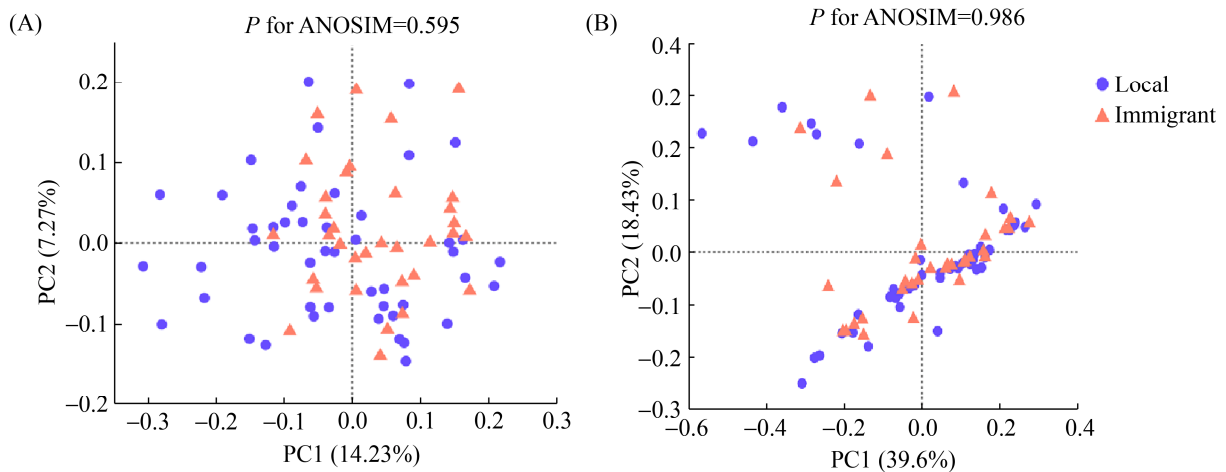 (A)
P for ANOSIM=0.595
0.2
0.1
0.0
−0.1
−0.2
PC2 (7.27%)
−0.3
−0.2
−0.1
0.0
0.1
0.2
0.3
PC1 (14.23%)
(B)
P for ANOSIM=0.986
0.4
0.2
0.2
0.1
0.0
−0.1
−0.2
−0.3
PC2 (18.43%)
−0.6
−0.4
−0.2
0.0
0.2
0.4
PC1 (39.6%)
Local
Immigrant